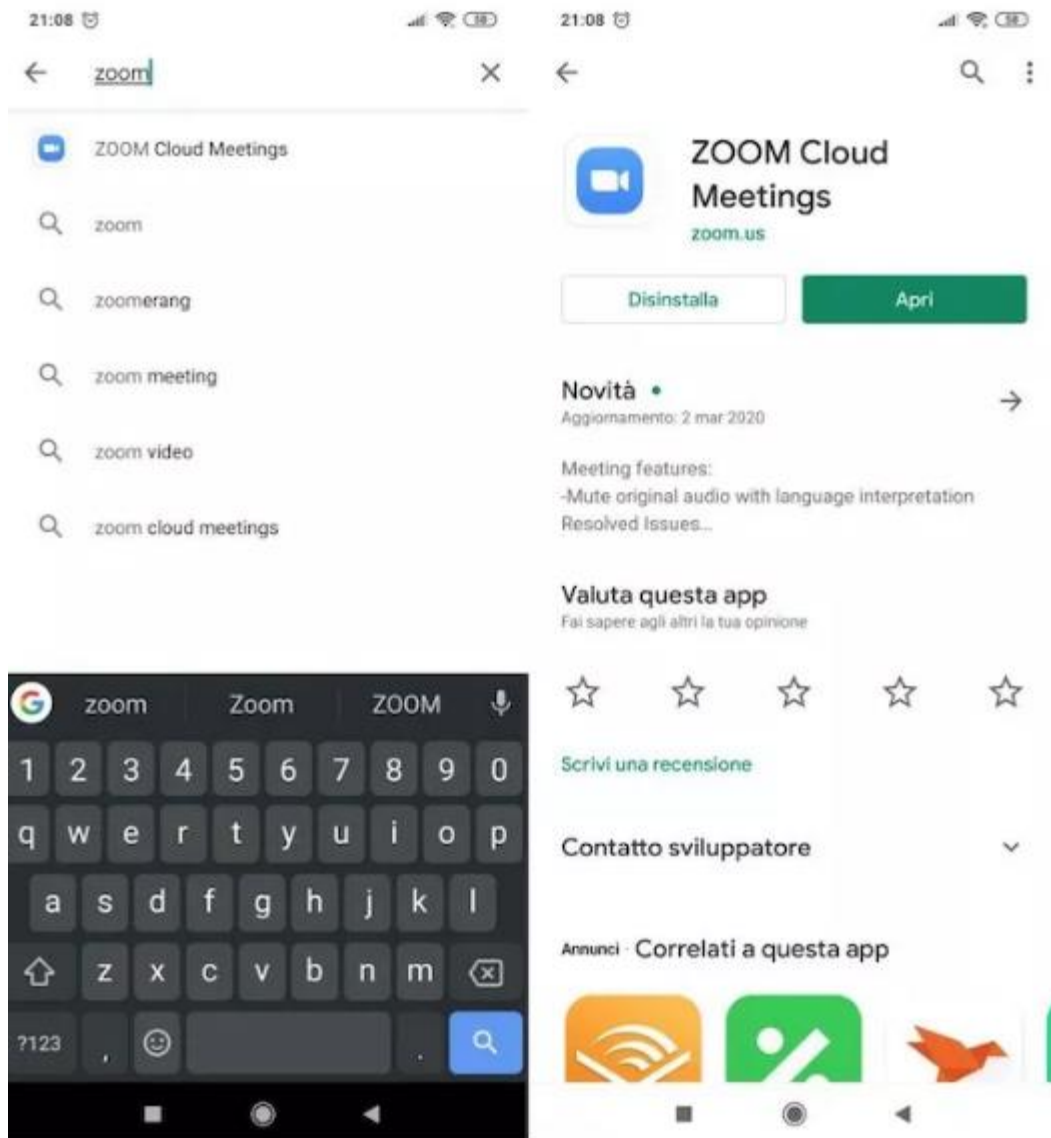 21:08
58
zoom
ZOOM Cloud Meetings
zoom
zoomerang
zoom meeting
zoom video
zoom cloud meetings
G zoom Zoom ZOOM
1 2 3 4 5 6 7 8 9 0
q w e r t y u i o p
a s d f g h j k l
z x c v b n m
?123 , .
21:08
58
ZOOM Cloud
Meetings
zoom.us
Disinstalla
Apri
Novità
Aggiornamento: 2 mar 2020
Meeting features:
-Mute original audio with language interpretation
Resolved Issues...
Valuta questa app
Fai sapere agli altri la tua opinione
Scrivi una recensione
Contatto sviluppatore
Annunci · Correlati a questa app